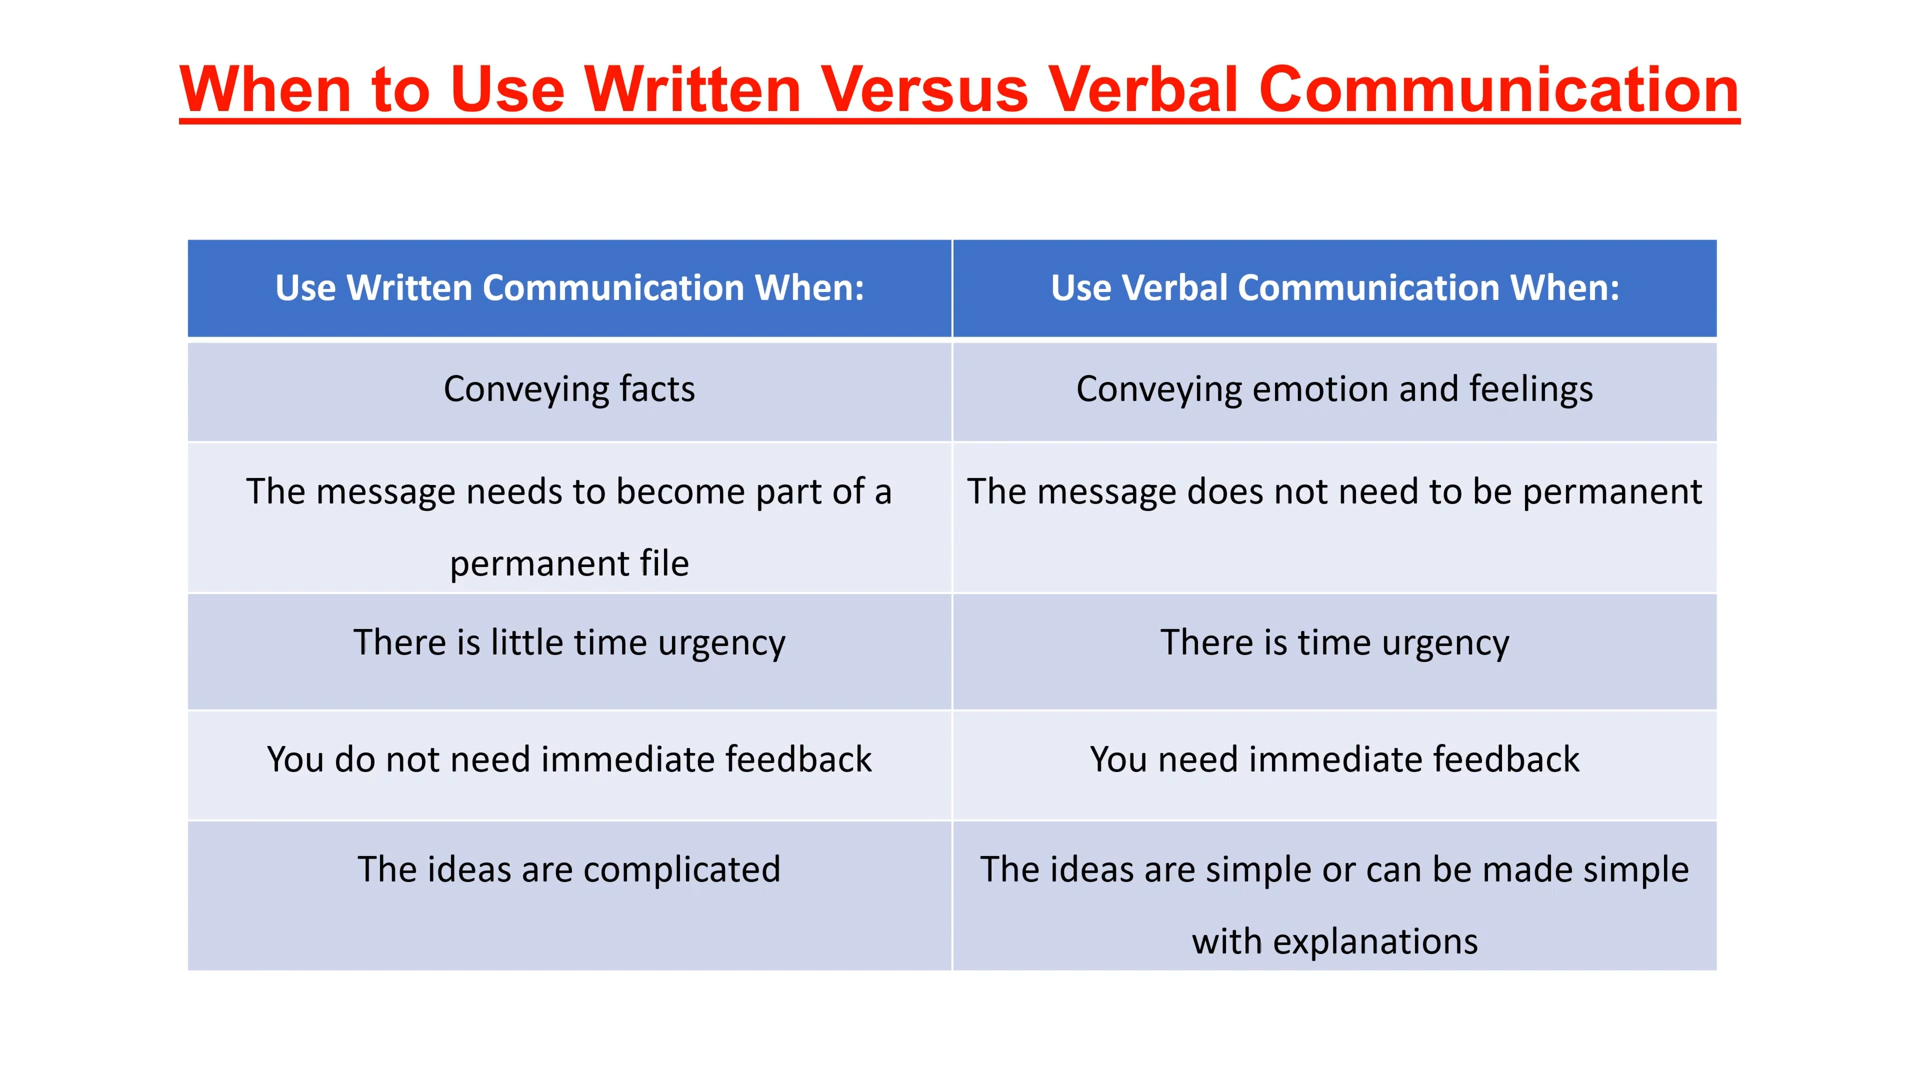 When to Use Written Versus Verbal Communication
Use Written Communication When:
Use Verbal Communication When:
Conveying facts
Conveying emotion and feelings
The message needs to become part of a
permanent file
The message does not need to be permanent
There is little time urgency
There is time urgency
You do not need immediate feedback
You need immediate feedback
The ideas are complicated
The ideas are simple or can be made simple
with explanations